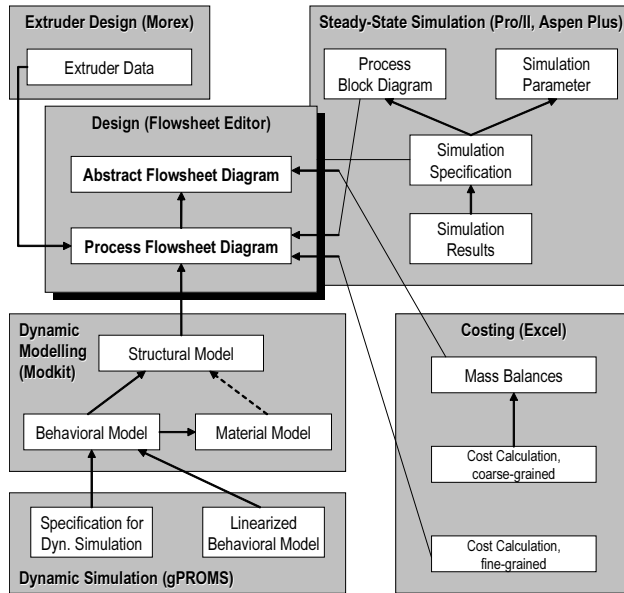 Extruder Design (Morex)
Extruder Data
Steady-State Simulation (Pro/II, Aspen Plus)
Process
Block Diagram
Simulation
Parameter
Simulation
Specification
Simulation
Results
Design (Flowsheet Editor)
Abstract Flowsheet Diagram
Process Flowsheet Diagram
Dynamic
Modelling
(Modkit)
Structural Model
Behavioral Model
Material Model
Specification for
Dyn. Simulation
Linearized
Behavioral Model
Dynamic Simulation (gPROMS)
Costing (Excel)
Mass Balances
Cost Calculation,
coarse-grained
Cost Calculation,
fine-grained